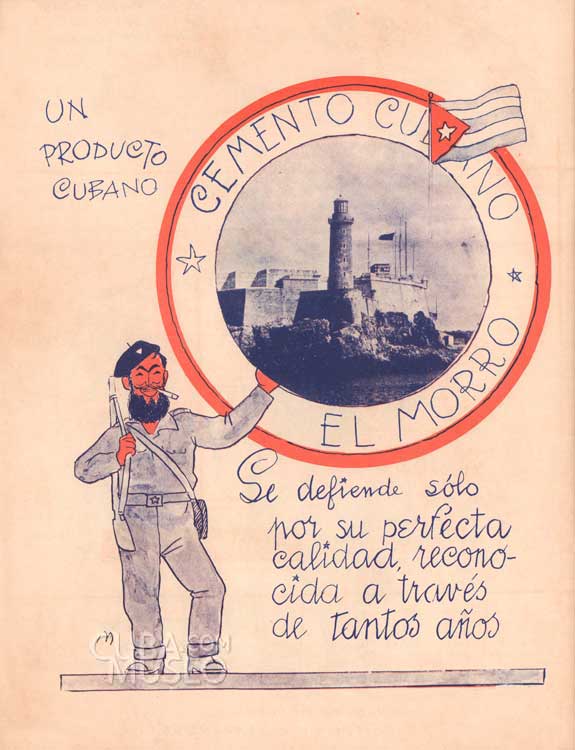 UN
PRODUCTO
CUBANO
CEMENTO CUBANO
EL MORRO
Se defiende sólo
por su perfecta
calidad, recono-
cida a través
de tantos años
CUBA.com
MUSEO